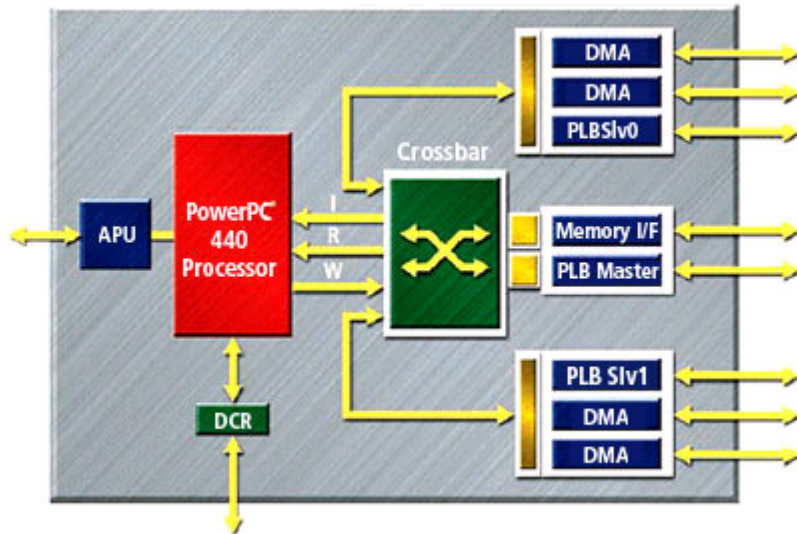 DMA
DMA
PLBSlv0
Crossbar
I
R
W
PowerPC
440
Processor
APU
Memory I/F
PLB Master
DCR
PLB Slv1
DMA
DMA